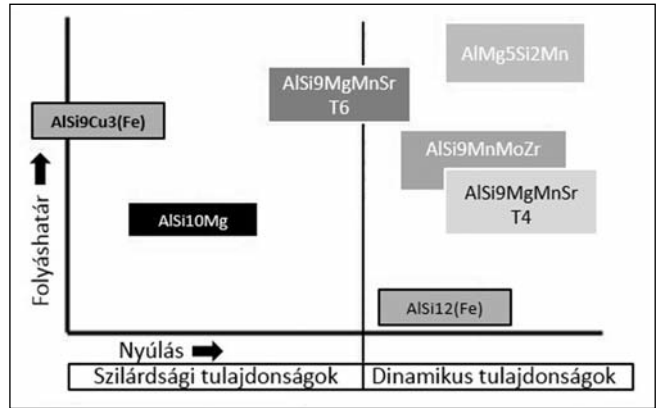 AlMg5Si2Mn
AlSi9MgMnSr
T6
AlSi9Cu3(Fe)
AlSi9MnMoZr
AlSi9MgMnSr
T4
AlSi10Mg
AlSi12(Fe)
Folyáshatár
Nyúlás
Szilárdsági tulajdonságok
Dinamikus tulajdonságok